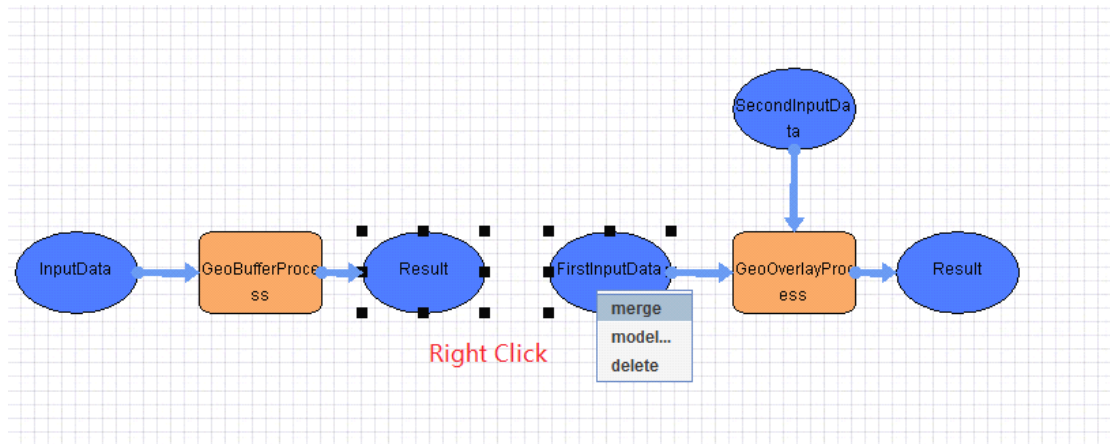 SecondInputDa
ta
InputData
GeoBufferProce
ss
Result
FirstInputData
GeoOverlayProc
ess
Result
merge
model...
delete
Right Click